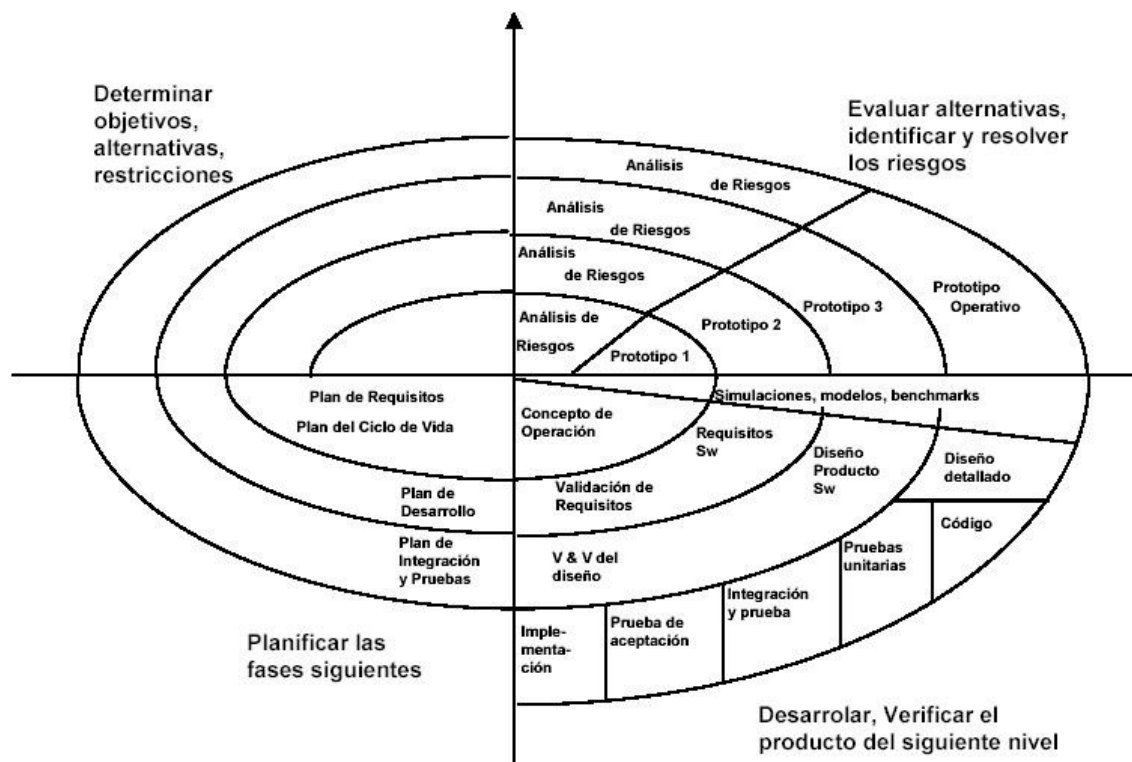 Determinar
objetivos,
alternativas,
restricciones
Evaluar alternativas,
identificar y resolver
los riesgos
Análisis
de Riesgos
Análisis
de Riesgos
Análisis
de Riesgos
Análisis de
Riesgos
Prototipo 1
Prototipo 2
Prototipo 3
Prototipo
Operativo
Simulaciones, modelos, benchmarks
Plan de Requisitos
Plan del Ciclo de Vida
Concepto de
Operación
Requisitos
Sw
Diseño
Producto
Sw
Diseño
detallado
Plan de
Desarrollo
Validación de
Requisitos
Código
Plan de
Integración
y Pruebas
V & V del
diseño
Pruebas
unitarias
Integración
y prueba
Prueba de
aceptación
Imple-
menta-
ción
Planificar las
fases siguientes
Desarrolar, Verificar el
producto del siguiente nivel